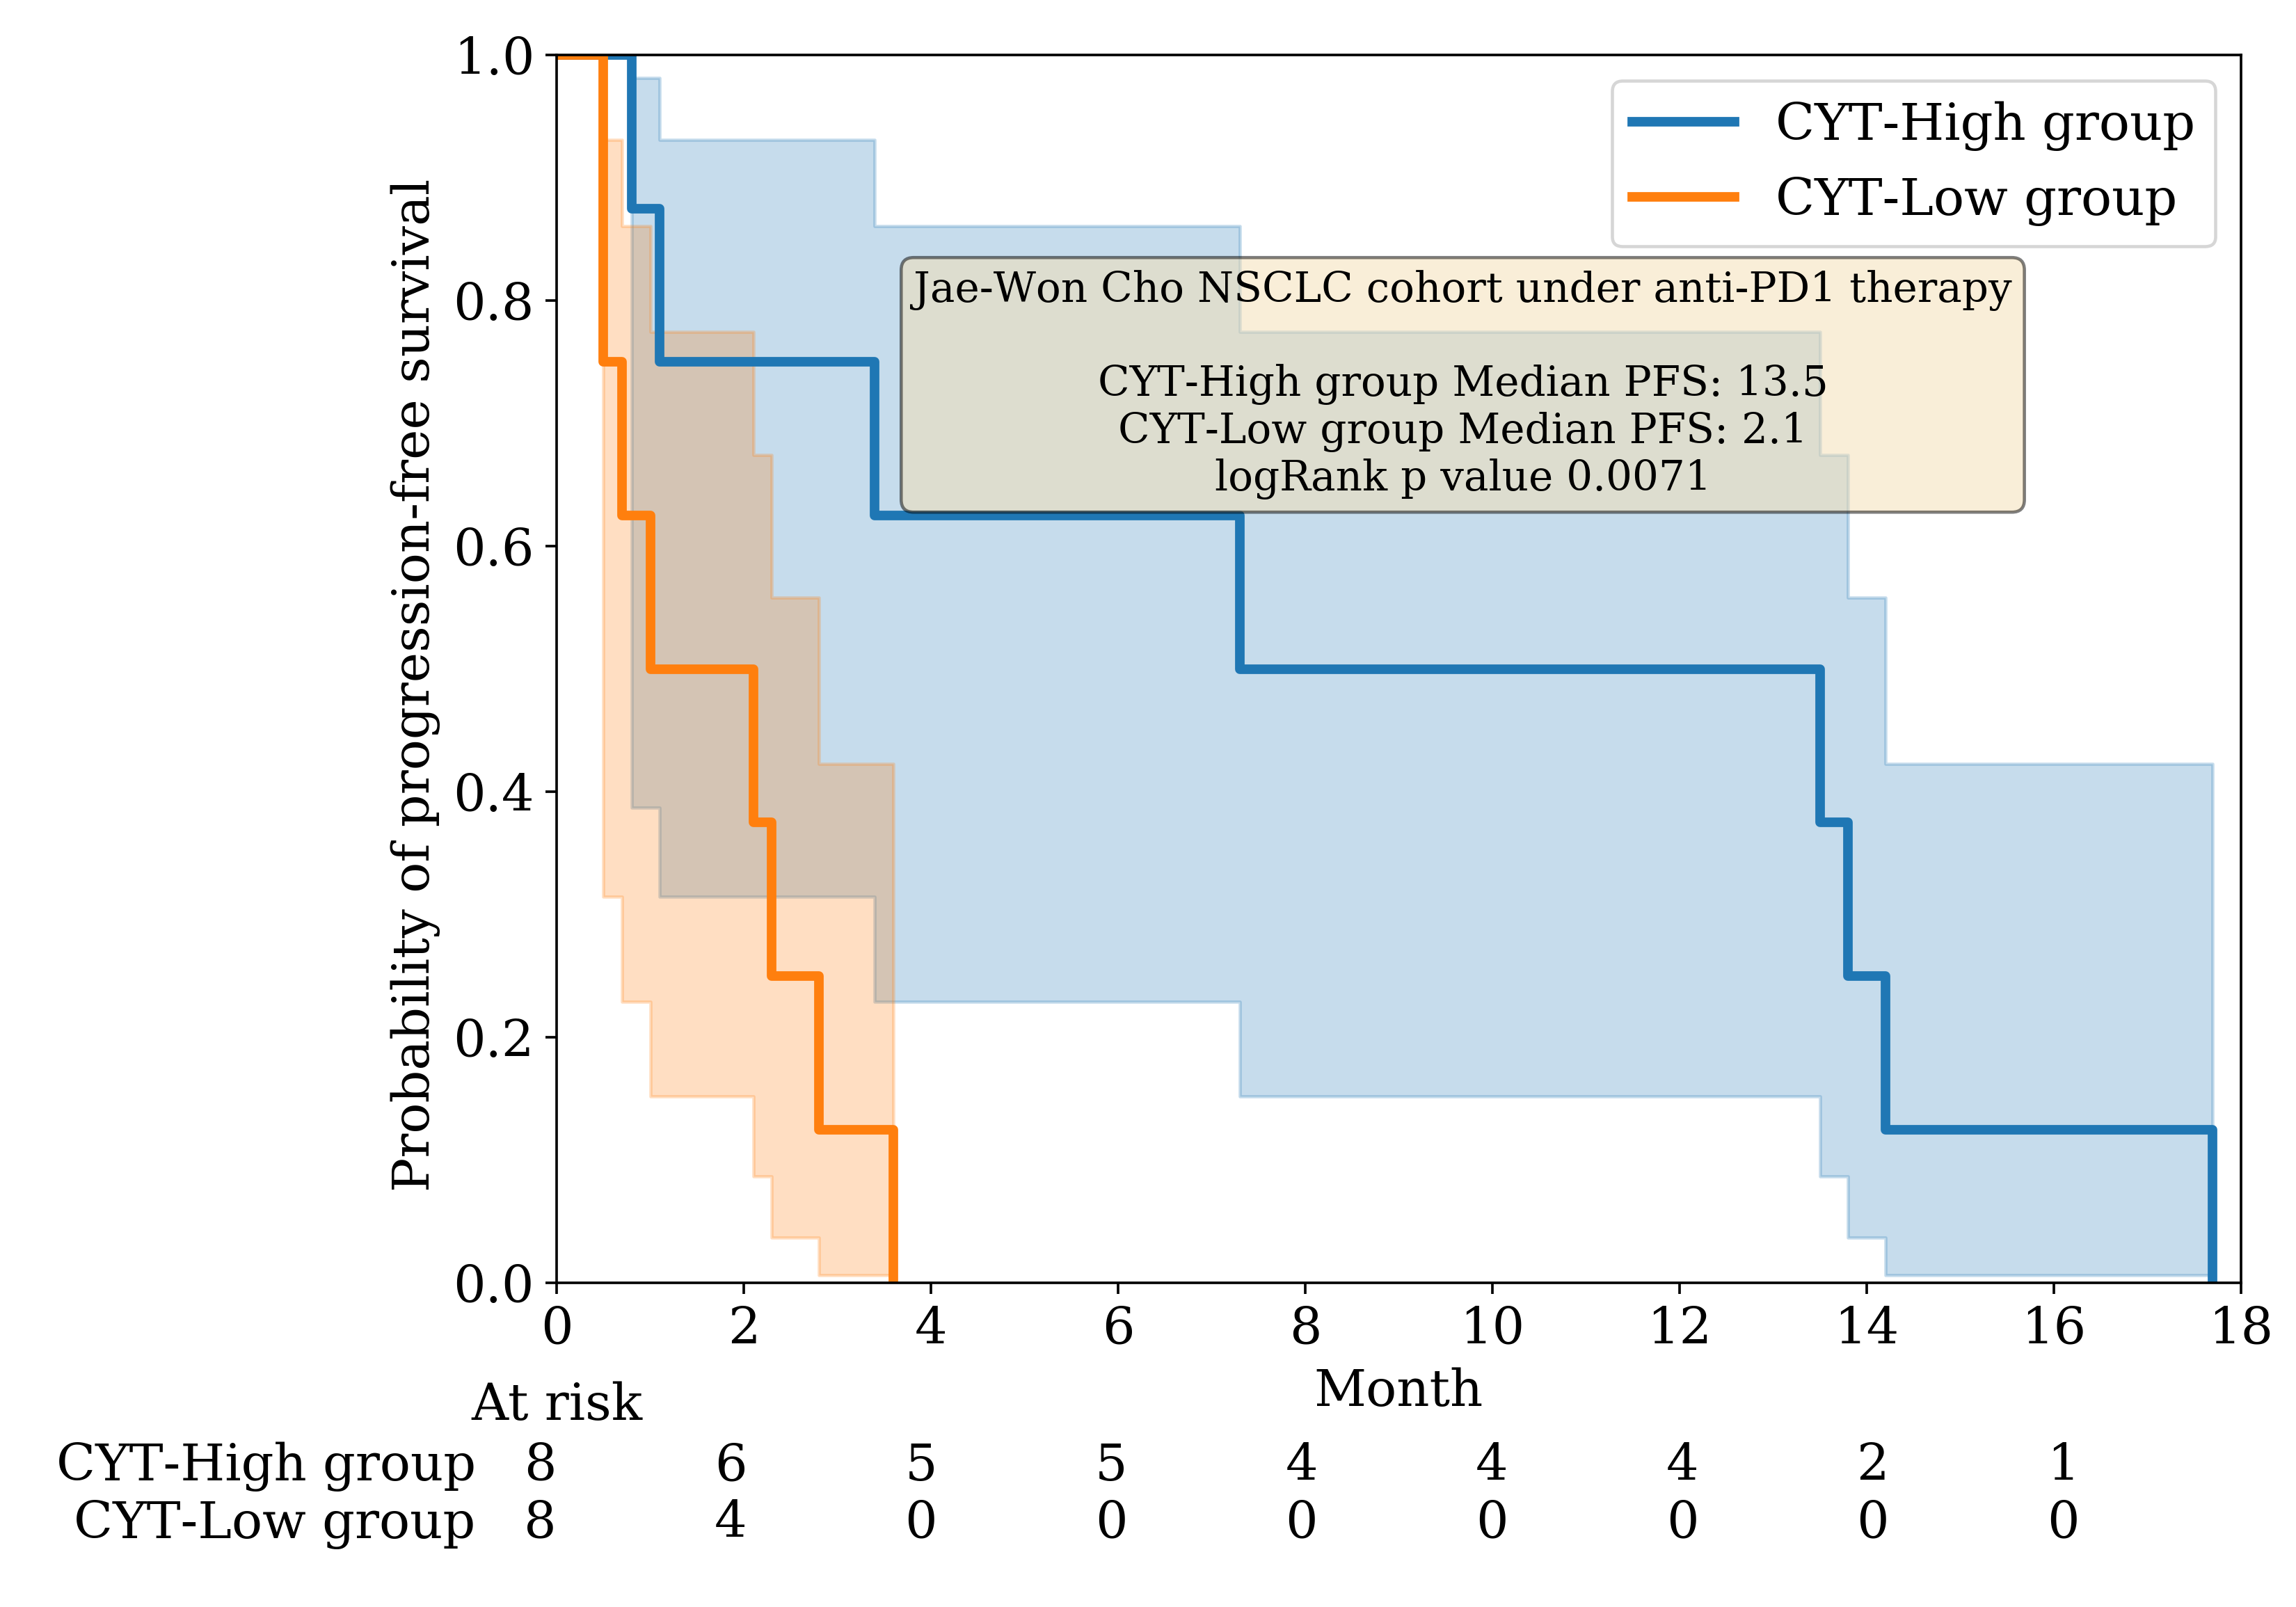 Probability of progression-free survival
1.0
0.8
0.6
0.4
0.2
0.0
CYT-High group
CYT-Low group
Jae-Won Cho NSCLC cohort under anti-PD1 therapy
CYT-High group Median PFS: 13.5
CYT-Low group Median PFS: 2.1
logRank p value 0.0071
0 2 4 6 8 10 12 14 16 18
Month
At risk
CYT-High group 8 6 5 5 4 4 4 2 1
CYT-Low group 8 4 0 0 0 0 0 0 0